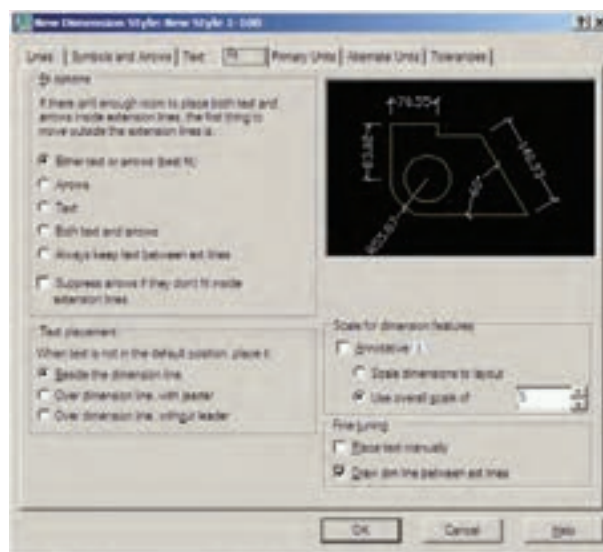 New Dimension Style: New Style 1-100
Lines Symbols and Arrows Text Fit Primary Units Alternate Units Tolerances
Fit options
If there isn't enough room to place both text and
arrows inside extension lines, the first thing to
move outside the extension lines is:
Either text or arrows (best fit)
Arrows
Text
Both text and arrows
Always keep text between ext lines
Suppress arrows if they don't fit inside
extension lines
Text placement
When text is not in the default position, place it:
Beside the dimension line
Over dimension line, with leader
Over dimension line, without leader
60°
Scale for dimension features
Annotative
Scale dimensions to layout
Use overall scale of:
Fine tuning
Place text manually
Draw dim line between ext lines
OK Cancel Help